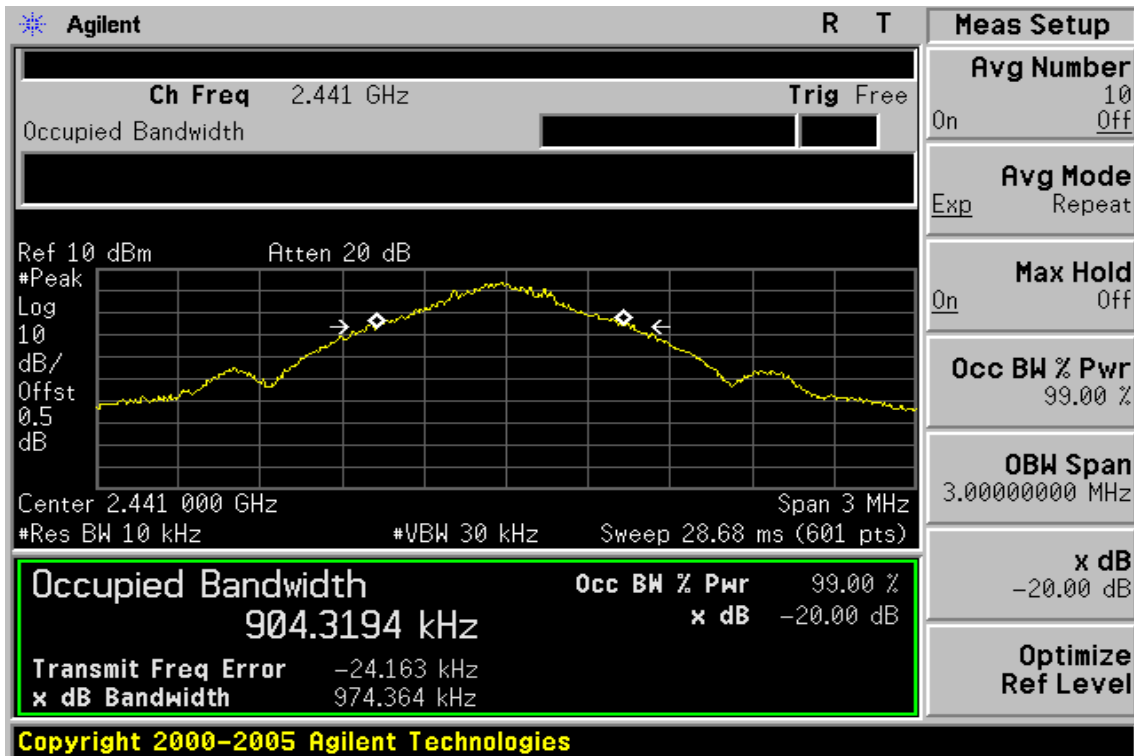 Agilent R T
Ch Freq 2.441 GHz Trig Free
Occupied Bandwidth
Ref 10 dBm Atten 20 dB
#Peak
Log
10
dB/
Offst
0.5
dB
Center 2.441 000 GHz Span 3 MHz
#Res BW 10 kHz #VBW 30 kHz Sweep 28.68 ms (601 pts)
Occupied Bandwidth
904.3194 kHz
Occ BW % Pwr 99.00 %
x dB -20.00 dB
Transmit Freq Error -24.163 kHz
x dB Bandwidth 974.364 kHz
Copyright 2000-2005 Agilent Technologies
Meas Setup
Avg Number
10
On Off
Avg Mode
Exp Repeat
Max Hold
On Off
Occ BW % Pwr
99.00 %
OBW Span
3.00000000 MHz
x dB
-20.00 dB
Optimize
Ref Level